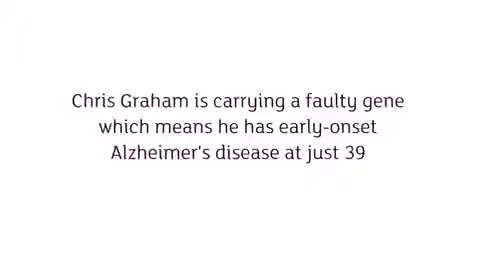 Chris Graham is carrying a faulty gene
which means he has early-onset
Alzheimer's disease at just 39